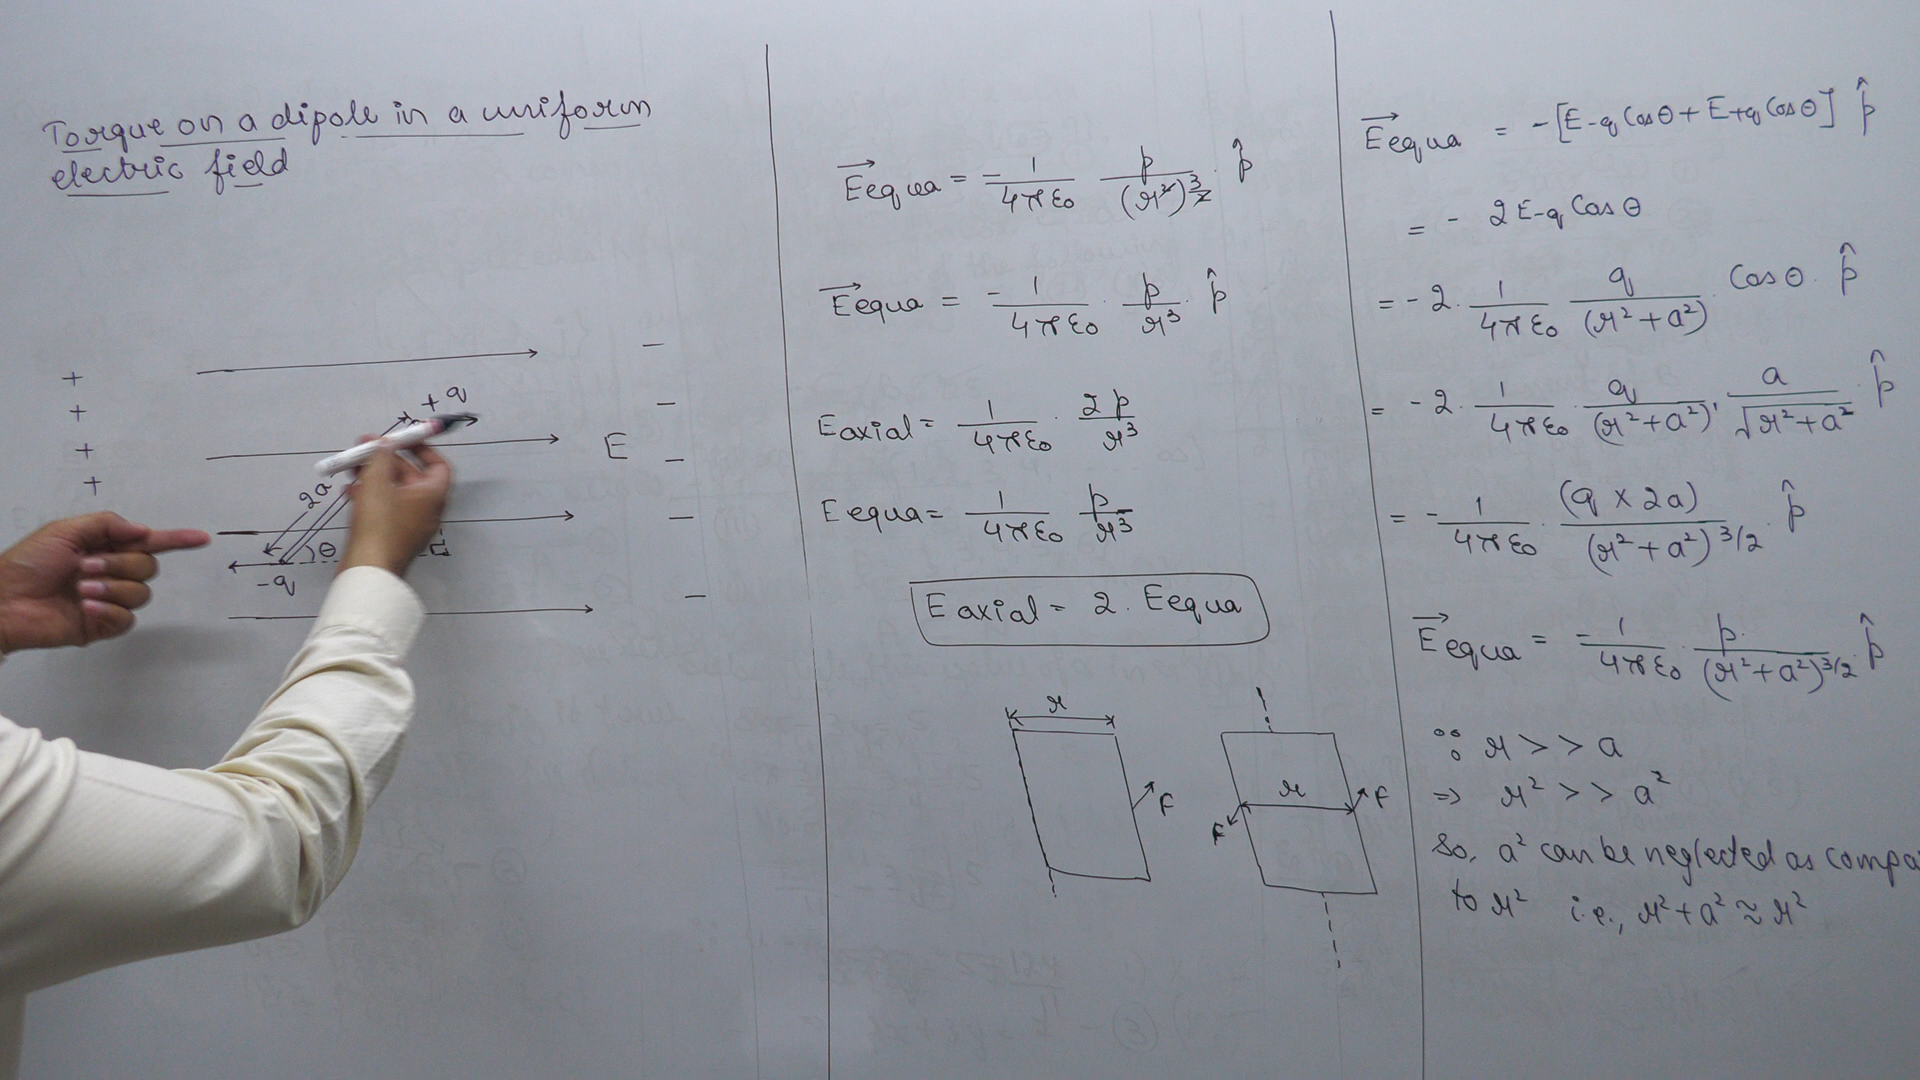 Torque on a dipole in a uniform
electric field
+ + + +
− − − − − −
+q
E
2a
θ
-q
→Eequa = - 1/4πε₀ p/(r²)^3/2 . p̂
→Eequa = - 1/4πε₀ . p/r³ . p̂
Eaxial = 1/4πε₀ . 2p/r³
Eequa = 1/4πε₀ p/r³
Eaxial = 2. Eequa
r
F
r
F
F
→Eequa = -[E-q Cosθ + E+q Cosθ] p̂
= - 2E-q Cosθ
= -2. 1/4πε₀ q/(r²+a²) . Cosθ . p̂
= -2. 1/4πε₀ . q/(r²+a²) . a/√r²+a² . p̂
= - 1/4πε₀ . (q×2a)/(r²+a²)^3/2 . p̂
→Eequa = - 1/4πε₀ . p/(r²+a²)^3/2 . p̂
∵ r >> a
⇒ r² >> a²
So, a² can be neglected as compa
to r² i.e., r²+a² ≈ r²